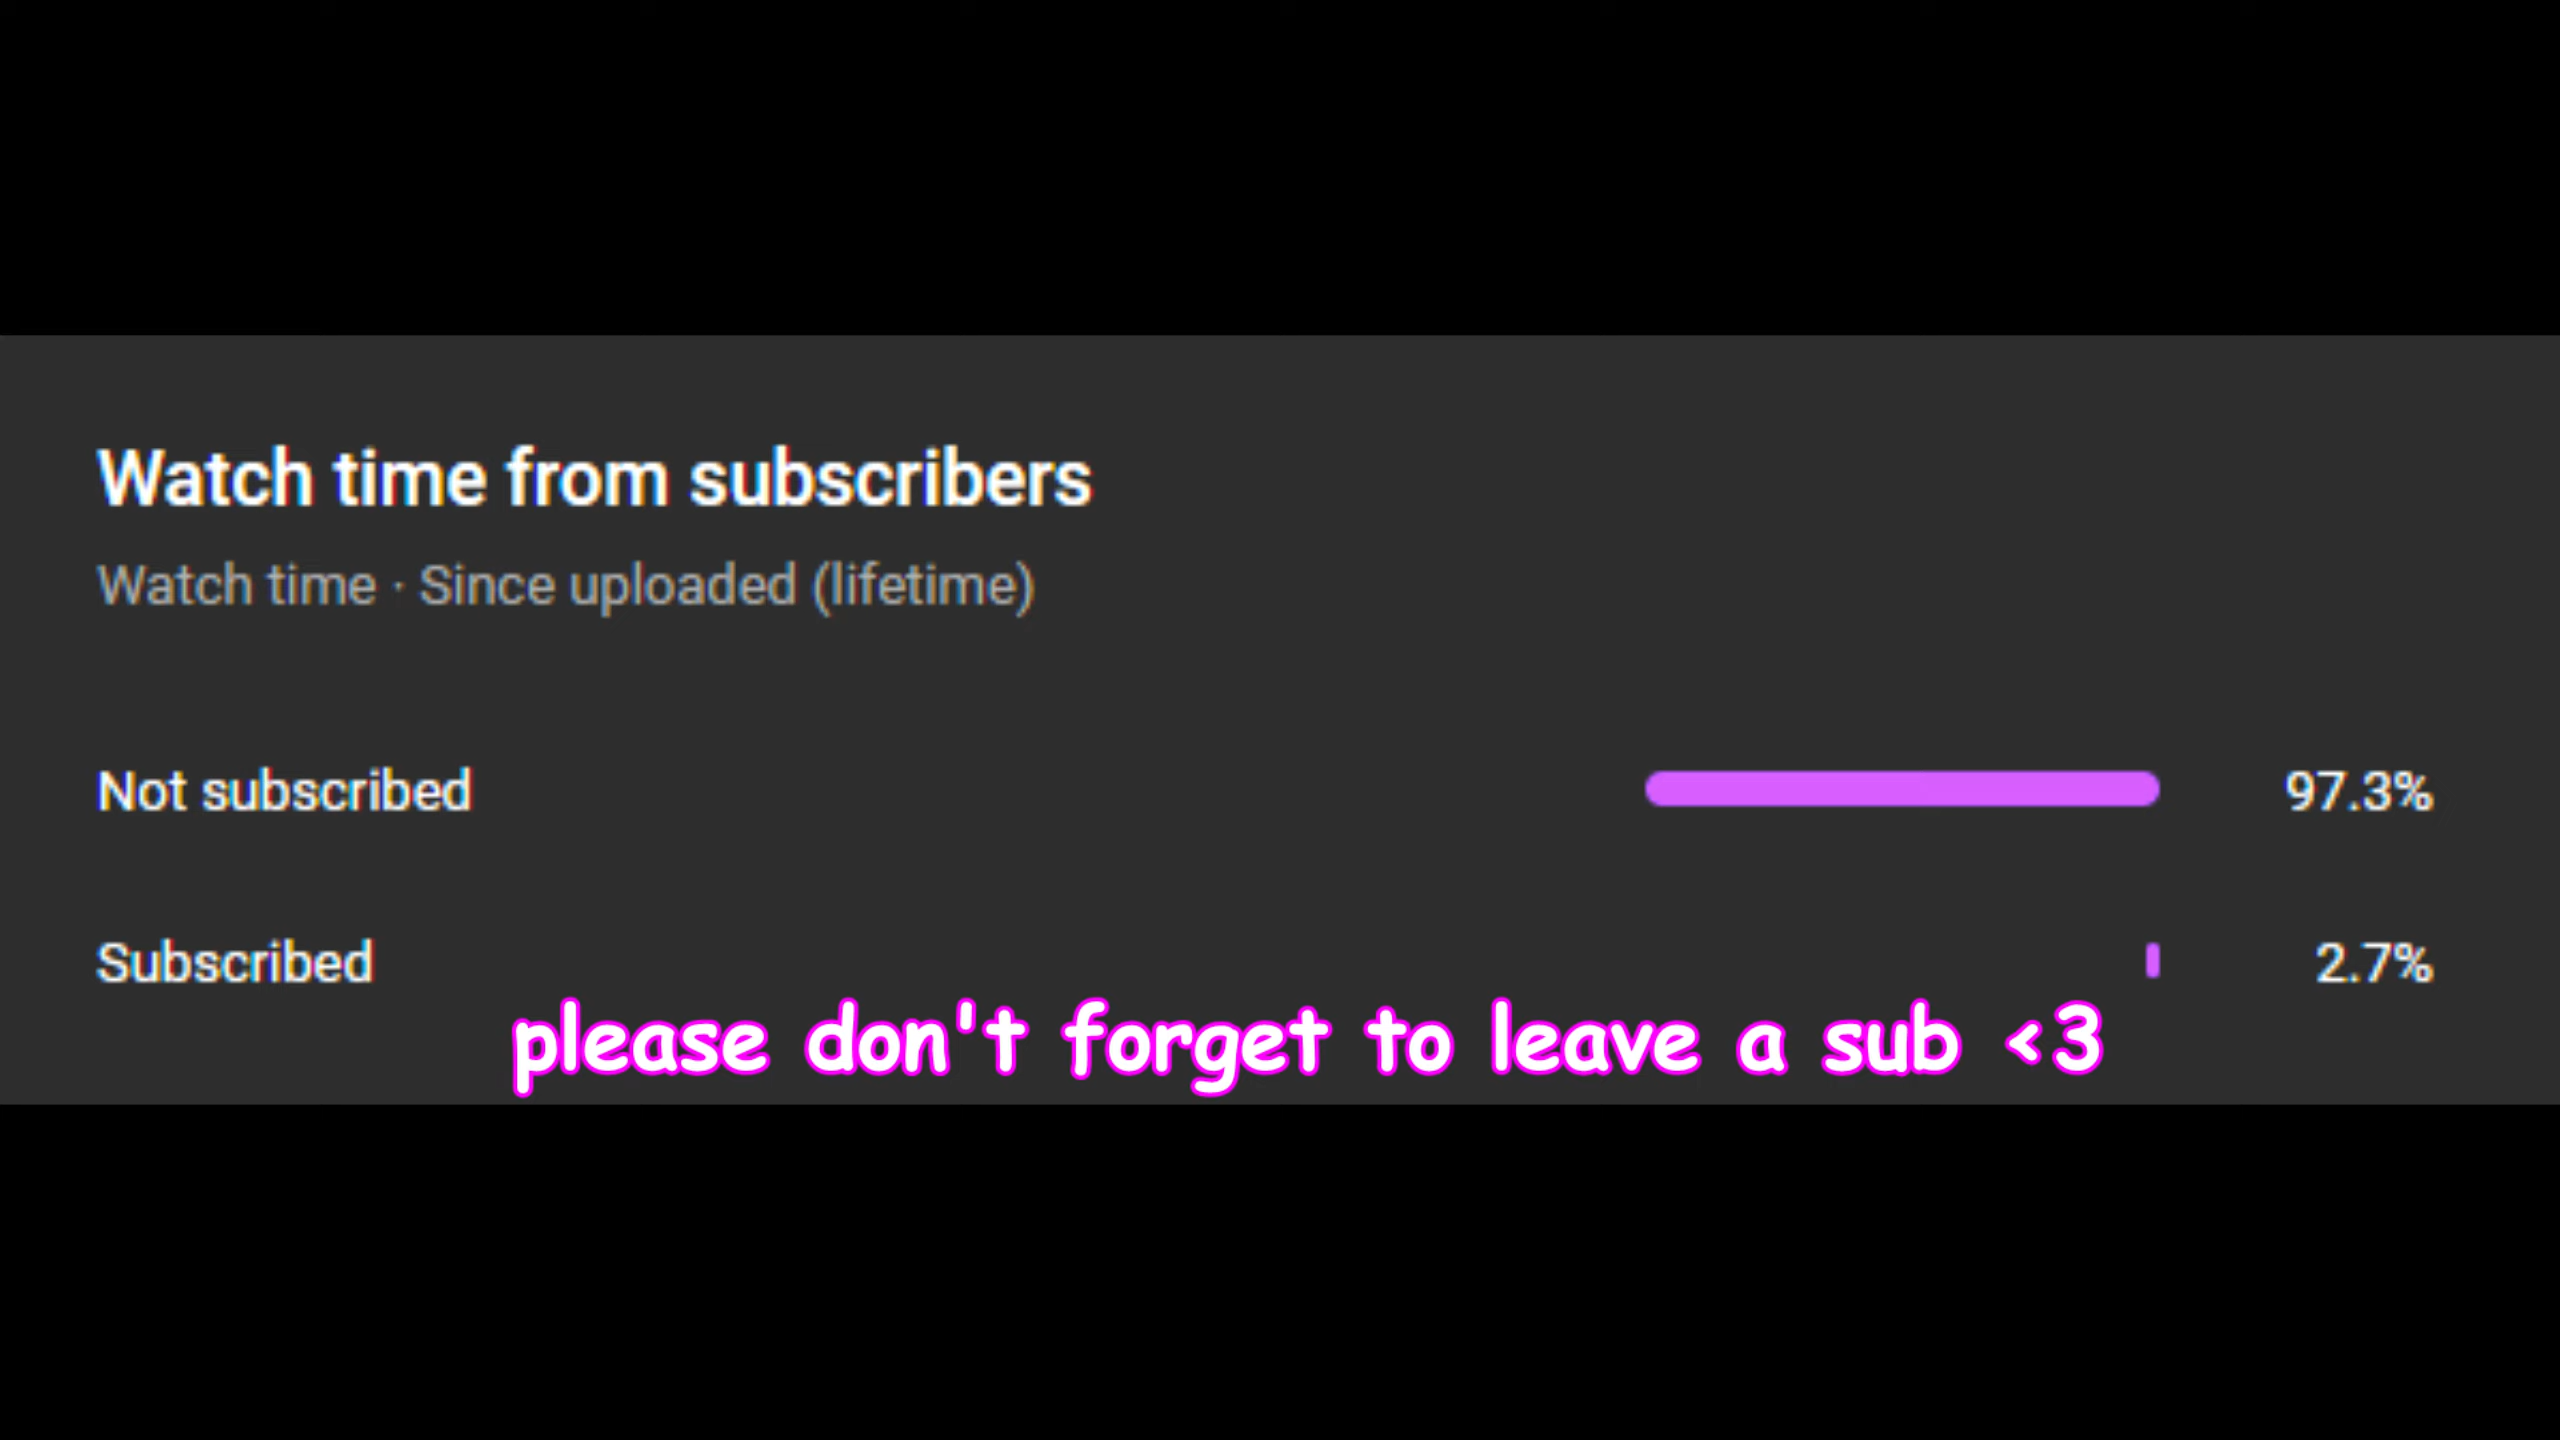 Watch time from subscribers
Watch time · Since uploaded (lifetime)
Not subscribed 97.3%
Subscribed 2.7%
please don't forget to leave a sub <3